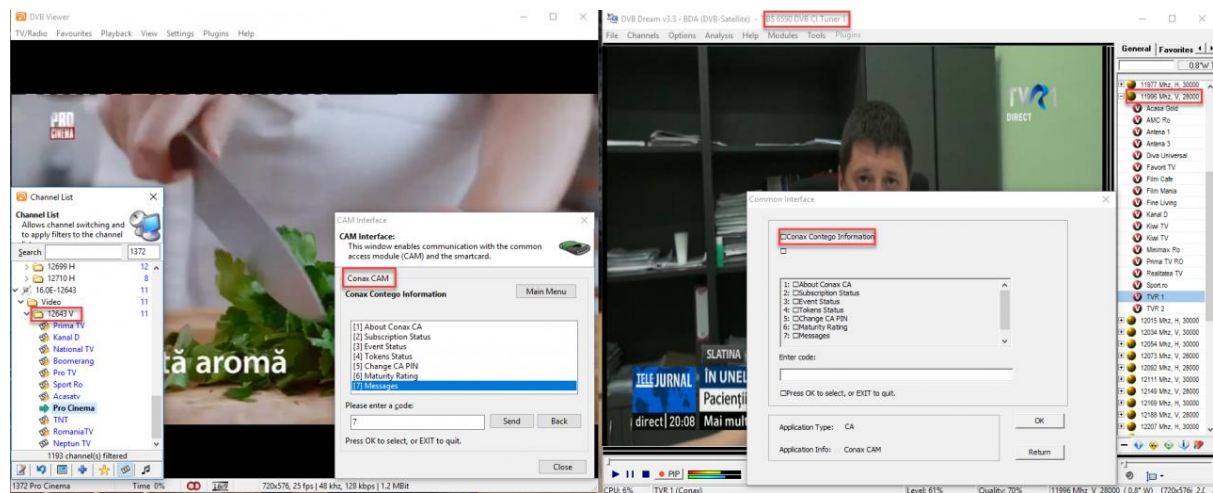 DVB Viewer
TV/Radio Favourites Playback View Settings Plugins Help
PRO
CINEMA
tă aromă
Channel List
Channel List
Allows channel switching and
to apply filters to the channel
Search 1372
12699 H 12
12710 H 8
16.0E-12643 11
Video 11
12643 V 11
Prima TV
Kanal D
National TV
Boomerang
Pro TV
Sport Ro
Acasatv
Pro Cinema
TNT
RomaniaTV
Neptun TV
1193 channel(s) filtered
CAM Interface
CAM Interface:
This window enables communication with the common
access module (CAM) and the smartcard.
Conax CAM
Conax Contego Information
Main Menu
[1] About Conax CA
[2] Subscription Status
[3] Event Status
[4] Tokens Status
[5] Change CA PIN
[6] Maturity Rating
[7] Messages
Please enter a code:
7 Send Back
Press OK to select, or EXIT to quit.
Close
1372 Pro Cinema Time 0% 16:9 720x576, 25 fps | 48 khz, 128 kbps | 1.2 MBit
DVB Dream v3.3 - BDA (DVB-Satellite) - TBS 6590 DVB CI Tuner 1
File Channels Options Analysis Help Modules Tools Plugins
TVR1
DIRECT
SLATINA
TELEJURNAL ÎN UNEL
Pacienții
direct 20:08 Mai mult
Common Interface
Conax Contego Information
1: About Conax CA
2: Subscription Status
3: Event Status
4: Tokens Status
5: Change CA PIN
6: Maturity Rating
7: Messages
Enter code:
Press OK to select, or EXIT to quit.
Application Type: CA
OK
Application Info: Conax CAM
Return
General Favorites
0.8°W
11977 Mhz, H, 30000
11996 Mhz, V, 28000
Acasa Gold
AMC Ro
Antena 1
Antena 3
Diva Universal
Favorit TV
Film Cafe
Film Mania
Fine Living
Kanal D
Kiwi TV
Kiwi TV
Minimax Ro
Prima TV RO
Realitatea TV
Sport.ro
TVR 1
TVR 2
12015 Mhz, H, 30000
12034 Mhz, V, 30000
12054 Mhz, H, 30000
12073 Mhz, V, 28000
12092 Mhz, H, 28000
12111 Mhz, V, 30000
12149 Mhz, V, 28000
12169 Mhz, H, 28000
12188 Mhz, V, 28000
12207 Mhz, H, 28000
PIP
CPU: 6% TVR 1 (Conax) Level: 61% Quality: 70% 11996 Mhz V 28000 (0.8° W) [720x576i